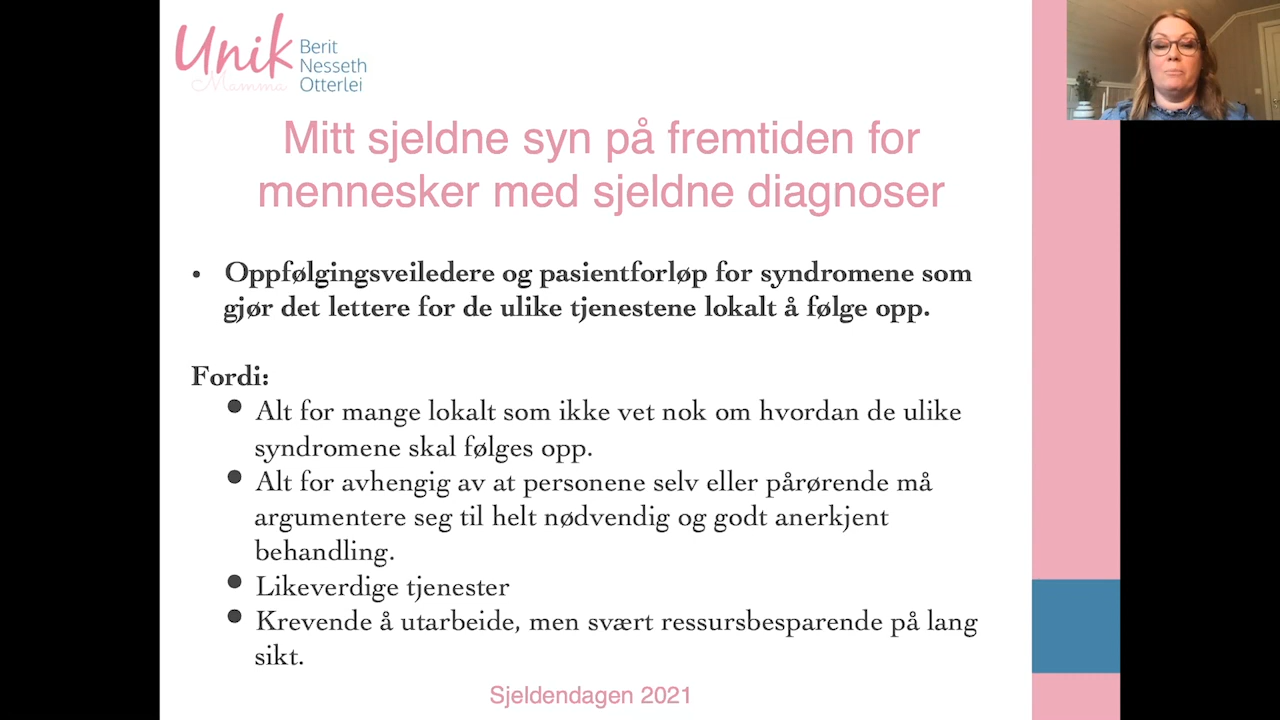 Unik
Mamma
Berit
Nesseth
Otterlei
Mitt sjeldne syn på fremtiden for
mennesker med sjeldne diagnoser
• Oppfølgingsveiledere og pasientforløp for syndromene som
gjør det lettere for de ulike tjenestene lokalt å følge opp.
Fordi:
• Alt for mange lokalt som ikke vet nok om hvordan de ulike
syndromene skal følges opp.
• Alt for avhengig av at personene selv eller pårørende må
argumentere seg til helt nødvendig og godt anerkjent
behandling.
• Likeverdige tjenester
• Krevende å utarbeide, men svært ressursbesparende på lang
sikt.
Sjeldendagen 2021